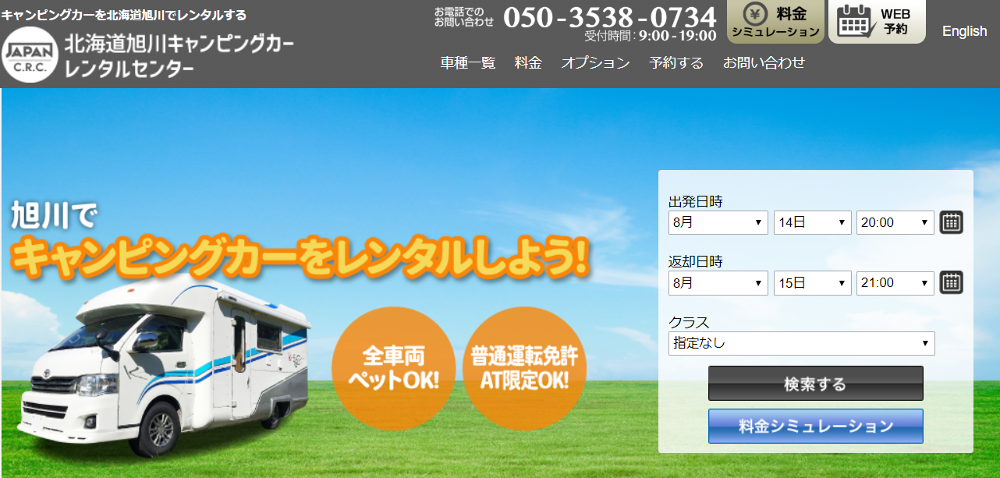 キャンピングカーを北海道旭川でレンタルする
JAPAN
C.R.C.
北海道旭川キャンピングカー
レンタルセンター
お電話での
お問い合わせ
050-3538-0734
受付時間：9:00-19:00
料金
シミュレーション
WEB
予約
English
車種一覧
料金
オプション
予約する
お問い合わせ
旭川で
キャンピングカーをレンタルしよう!
全車両
ペットOK!
普通運転免許
AT限定OK!
出発日時
8月 14日 20:00
返却日時
8月 15日 21:00
クラス
指定なし
検索する
料金シミュレーション